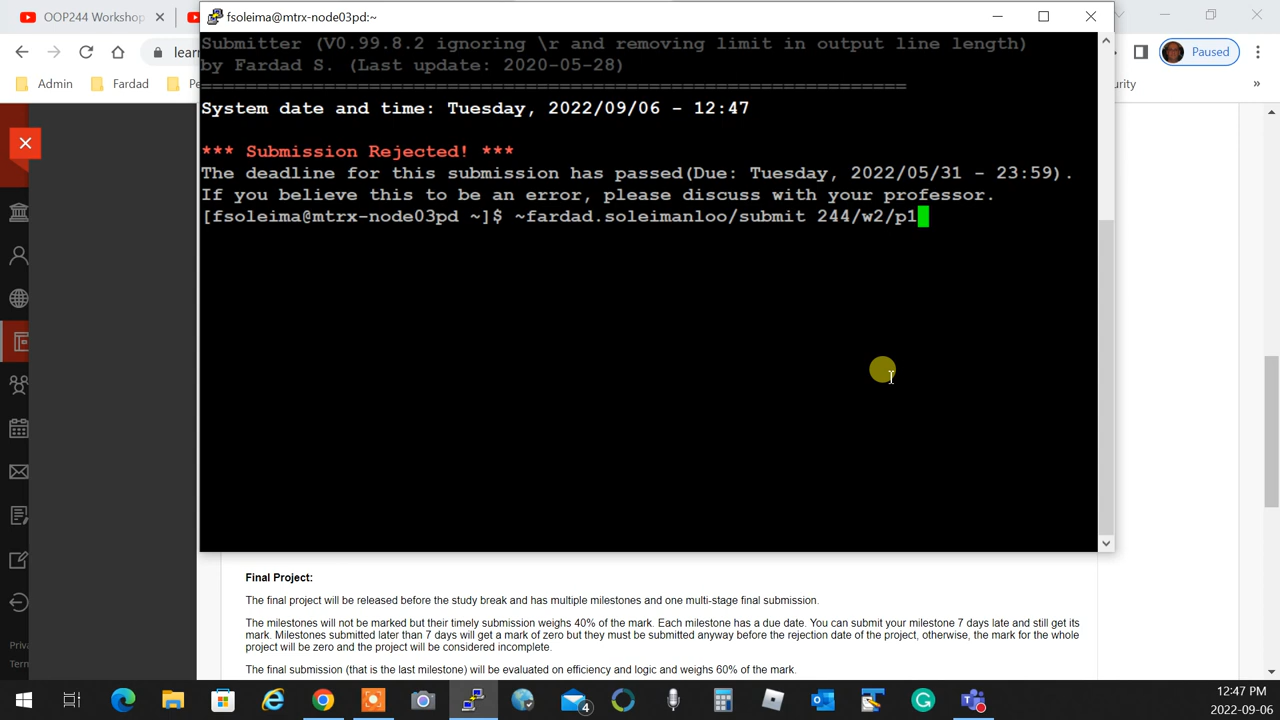 OOP244 Workshop
fsoleima@mtrx-node03pd:~
lear
Paused
Admin
Fardad
Pe
urity
»
Submitter (V0.99.8.2 ignoring \r and removing limit in output line length)
by Fardad S. (Last update: 2020-05-28)
===============================================================
System date and time: Tuesday, 2022/09/06 - 12:47
*** Submission Rejected! ***
The deadline for this submission has passed(Due: Tuesday, 2022/05/31 - 23:59).
If you believe this to be an error, please discuss with your professor.
[fsoleima@mtrx-node03pd ~]$ ~fardad.soleimanloo/submit 244/w2/p1
Final Project:
The final project will be released before the study break and has multiple milestones and one multi-stage final submission.
The milestones will not be marked but their timely submission weighs 40% of the mark. Each milestone has a due date. You can submit your milestone 7 days late and still get its
mark. Milestones submitted later than 7 days will get a mark of zero but they must be submitted anyway before the rejection date of the project, otherwise, the mark for the whole
project will be zero and the project will be considered incomplete.
The final submission (that is the last milestone) will be evaluated on efficiency and logic and weighs 60% of the mark.
Priva
Term
4
12:47 PM
2022-09-06